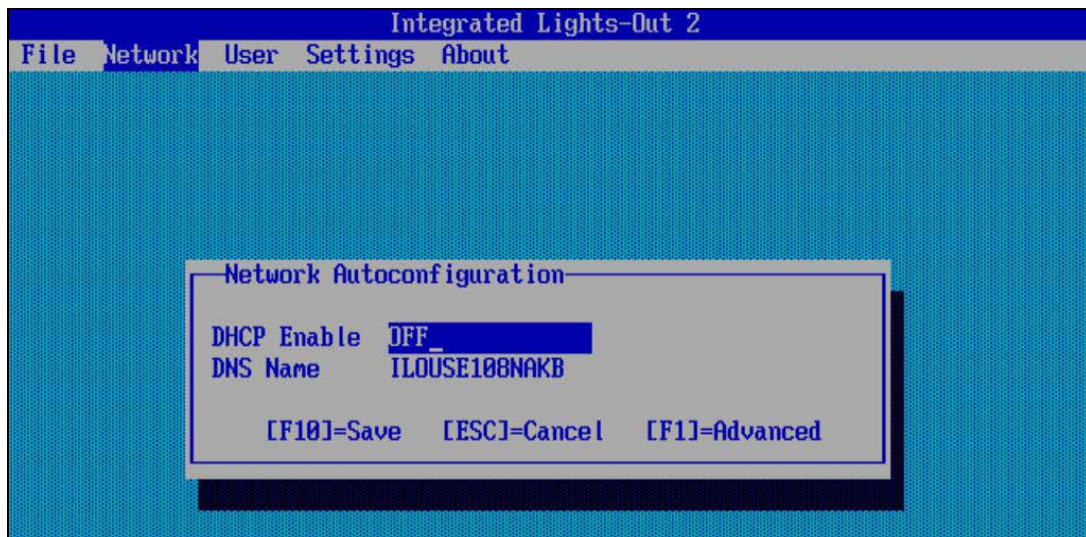 Integrated Lights-Out 2
File Network User Settings About
Network Autoconfiguration
DHCP Enable OFF_
DNS Name ILOUSE108NAKB
[F10]=Save [ESC]=Cancel [F1]=Advanced